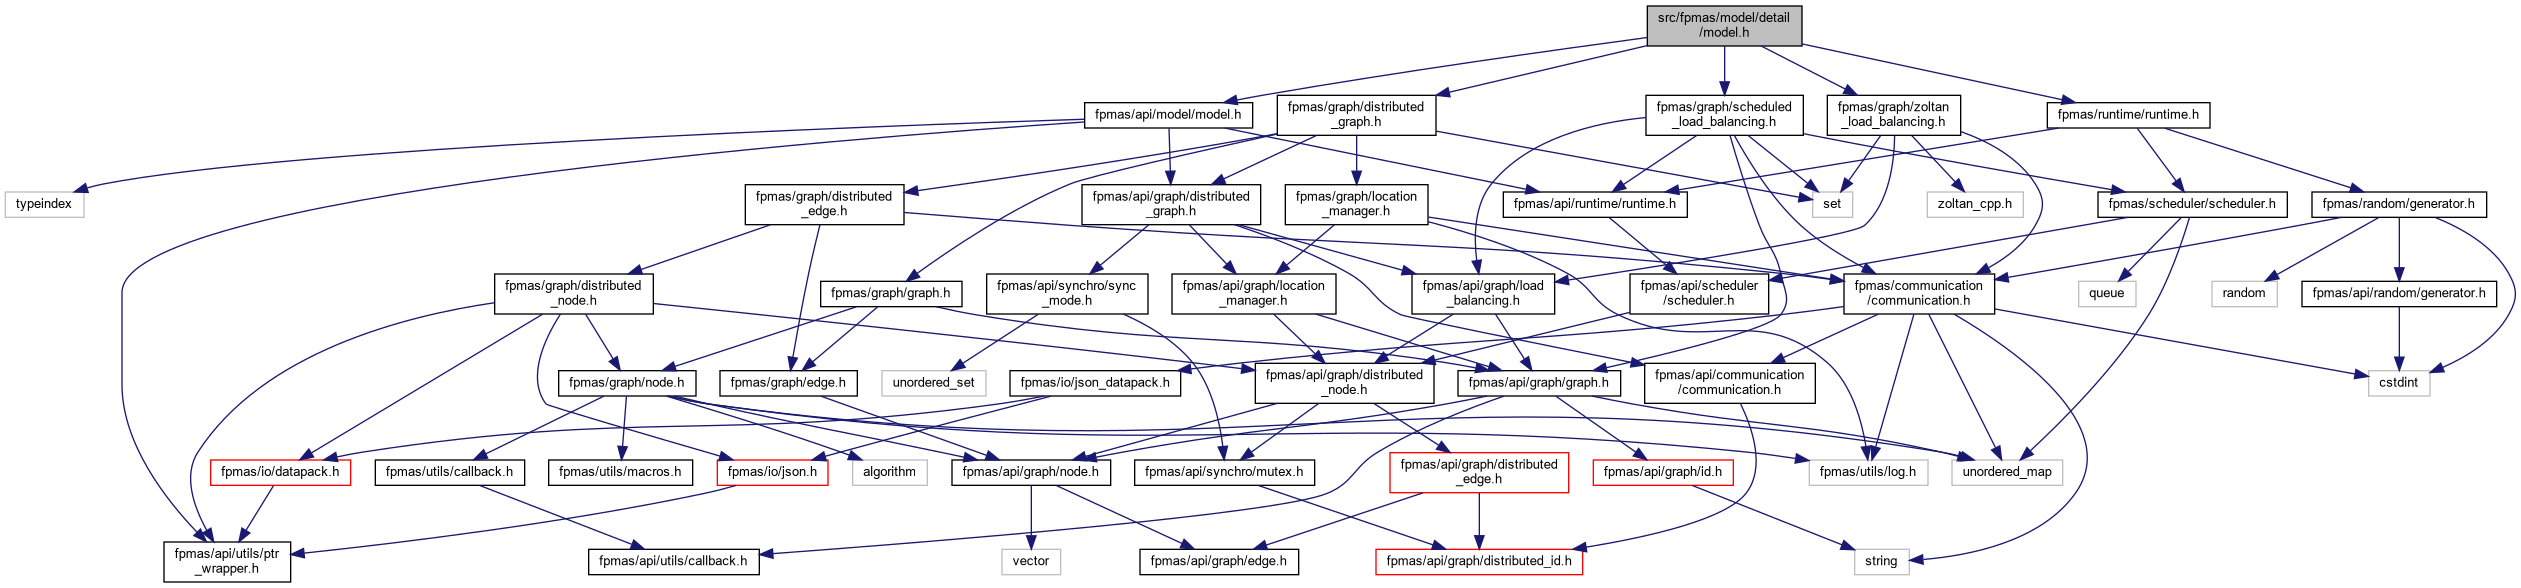 src/fpmas/model/detail
/model.h
fpmas/api/model/model.h
fpmas/graph/distributed
_graph.h
fpmas/graph/scheduled
_load_balancing.h
fpmas/graph/zoltan
_load_balancing.h
fpmas/runtime/runtime.h
typeindex
fpmas/graph/distributed
_edge.h
fpmas/api/graph/distributed
_graph.h
fpmas/graph/location
_manager.h
fpmas/api/runtime/runtime.h
set
zoltan_cpp.h
fpmas/scheduler/scheduler.h
fpmas/random/generator.h
fpmas/graph/distributed
_node.h
fpmas/graph/graph.h
fpmas/api/synchro/sync
_mode.h
fpmas/api/graph/location
_manager.h
fpmas/api/graph/load
_balancing.h
fpmas/api/scheduler
/scheduler.h
fpmas/communication
/communication.h
queue
random
fpmas/api/random/generator.h
fpmas/graph/node.h
fpmas/graph/edge.h
unordered_set
fpmas/io/json_datapack.h
fpmas/api/graph/distributed
_node.h
fpmas/api/graph/graph.h
fpmas/api/communication
/communication.h
cstdint
fpmas/io/datapack.h
fpmas/utils/callback.h
fpmas/utils/macros.h
fpmas/io/json.h
algorithm
fpmas/api/graph/node.h
fpmas/api/synchro/mutex.h
fpmas/api/graph/distributed
_edge.h
fpmas/api/graph/id.h
fpmas/utils/log.h
unordered_map
fpmas/api/utils/ptr
_wrapper.h
fpmas/api/utils/callback.h
vector
fpmas/api/graph/edge.h
fpmas/api/graph/distributed_id.h
string